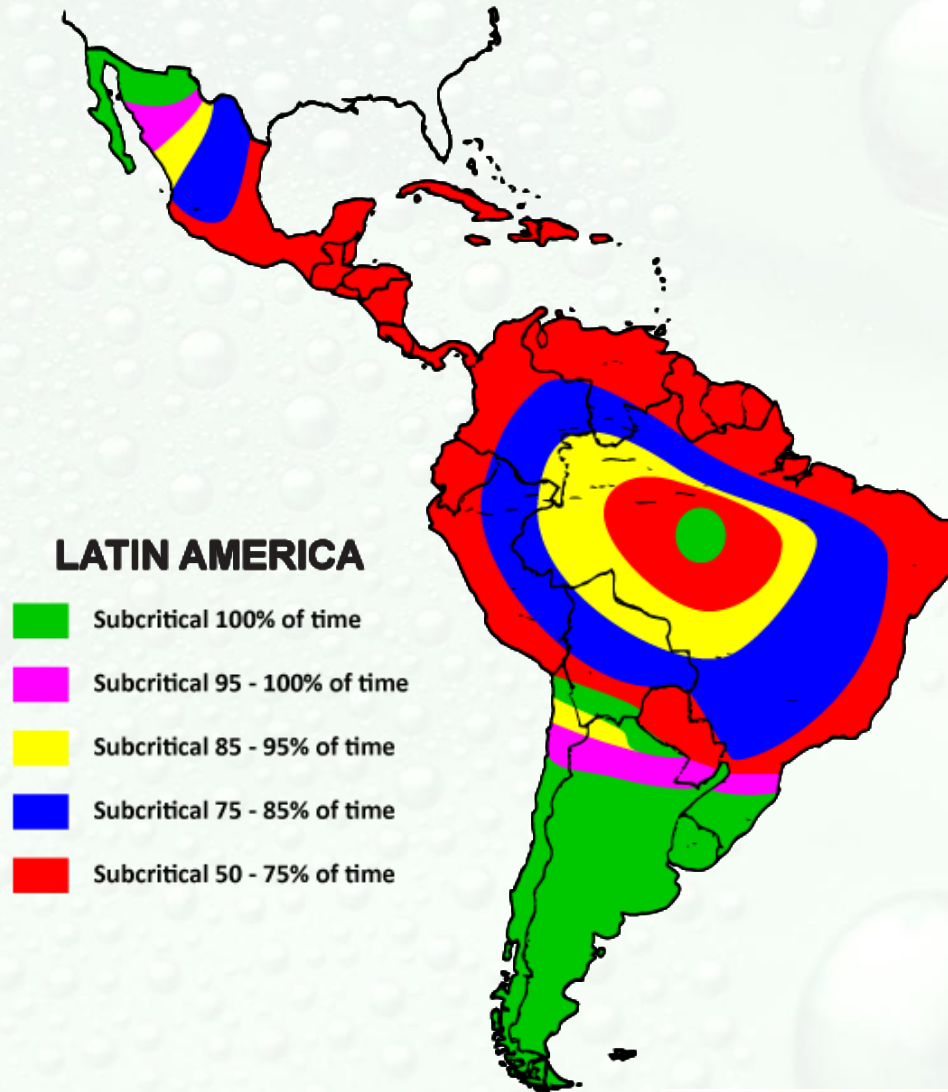 LATIN AMERICA
Subcritical 100% of time
Subcritical 95 - 100% of time
Subcritical 85 - 95% of time
Subcritical 75 - 85% of time
Subcritical 50 - 75% of time